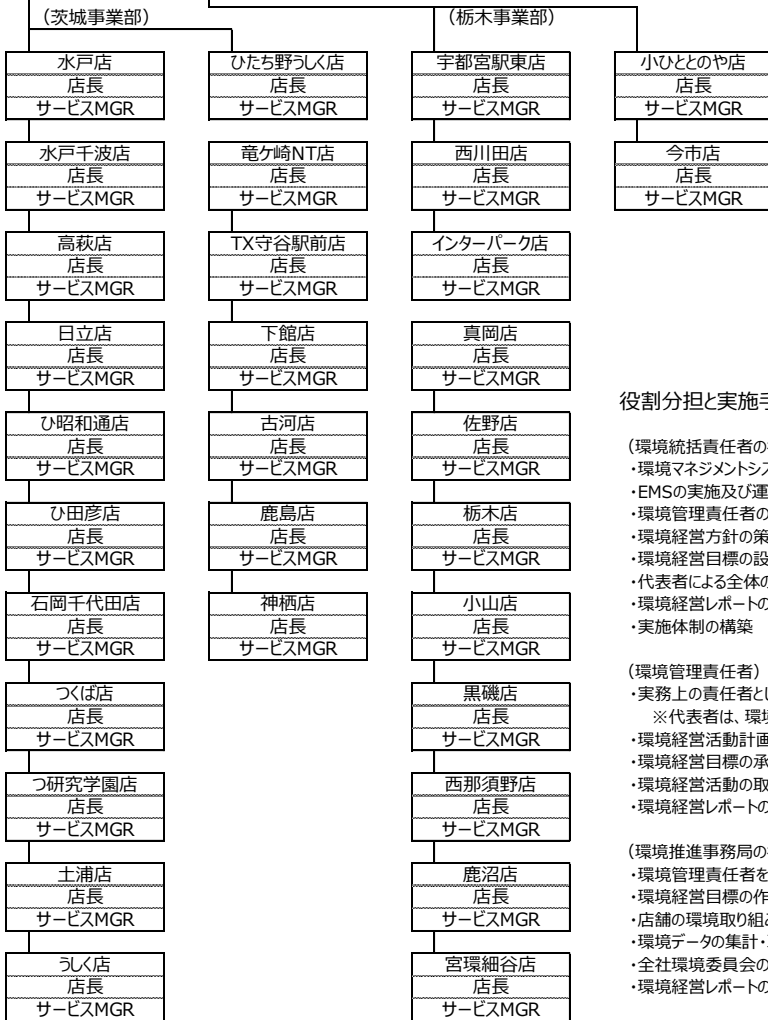 （茨城事業部）
（栃木事業部）
水戸店
店長
サービスMGR
水戸千波店
店長
サービスMGR
高萩店
店長
サービスMGR
日立店
店長
サービスMGR
ひ昭和通店
店長
サービスMGR
ひ田彦店
店長
サービスMGR
石岡千代田店
店長
サービスMGR
つくば店
店長
サービスMGR
つ研究学園店
店長
サービスMGR
土浦店
店長
サービスMGR
うしく店
店長
サービスMGR
ひたち野うしく店
店長
サービスMGR
竜ケ崎NT店
店長
サービスMGR
TX守谷駅前店
店長
サービスMGR
下館店
店長
サービスMGR
古河店
店長
サービスMGR
鹿島店
店長
サービスMGR
神栖店
店長
サービスMGR
宇都宮駅東店
店長
サービスMGR
西川田店
店長
サービスMGR
インターパーク店
店長
サービスMGR
真岡店
店長
サービスMGR
佐野店
店長
サービスMGR
栃木店
店長
サービスMGR
小山店
店長
サービスMGR
黒磯店
店長
サービスMGR
西那須野店
店長
サービスMGR
鹿沼店
店長
サービスMGR
宮環細谷店
店長
サービスMGR
小ひととのや店
店長
サービスMGR
今市店
店長
サービスMGR
役割分担と実施手
（環境統括責任者の
・環境マネジメントシス
・EMSの実施及び運
・環境管理責任者の
・環境経営方針の策
・環境経営目標の設
・代表者による全体の
・環境経営レポートの
・実施体制の構築
（環境管理責任者）
・実務上の責任者とし
※代表者は、環境
・環境経営活動計画
・環境経営目標の承
・環境経営活動の取
・環境経営レポートの
（環境推進事務局の
・環境管理責任者を
・環境経営目標の作
・店舗の環境取り組み
・環境データの集計・
・全社環境委員会の
・環境経営レポートの